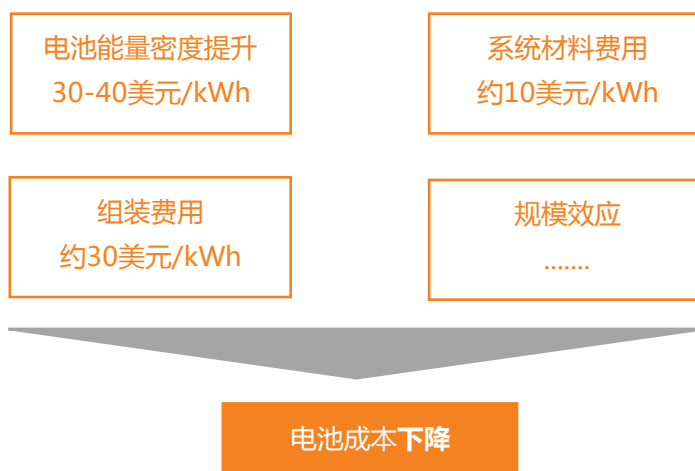 电池能量密度提升
30-40美元/kWh
系统材料费用
约10美元/kWh
组装费用
约30美元/kWh
规模效应
.......
电池成本下降